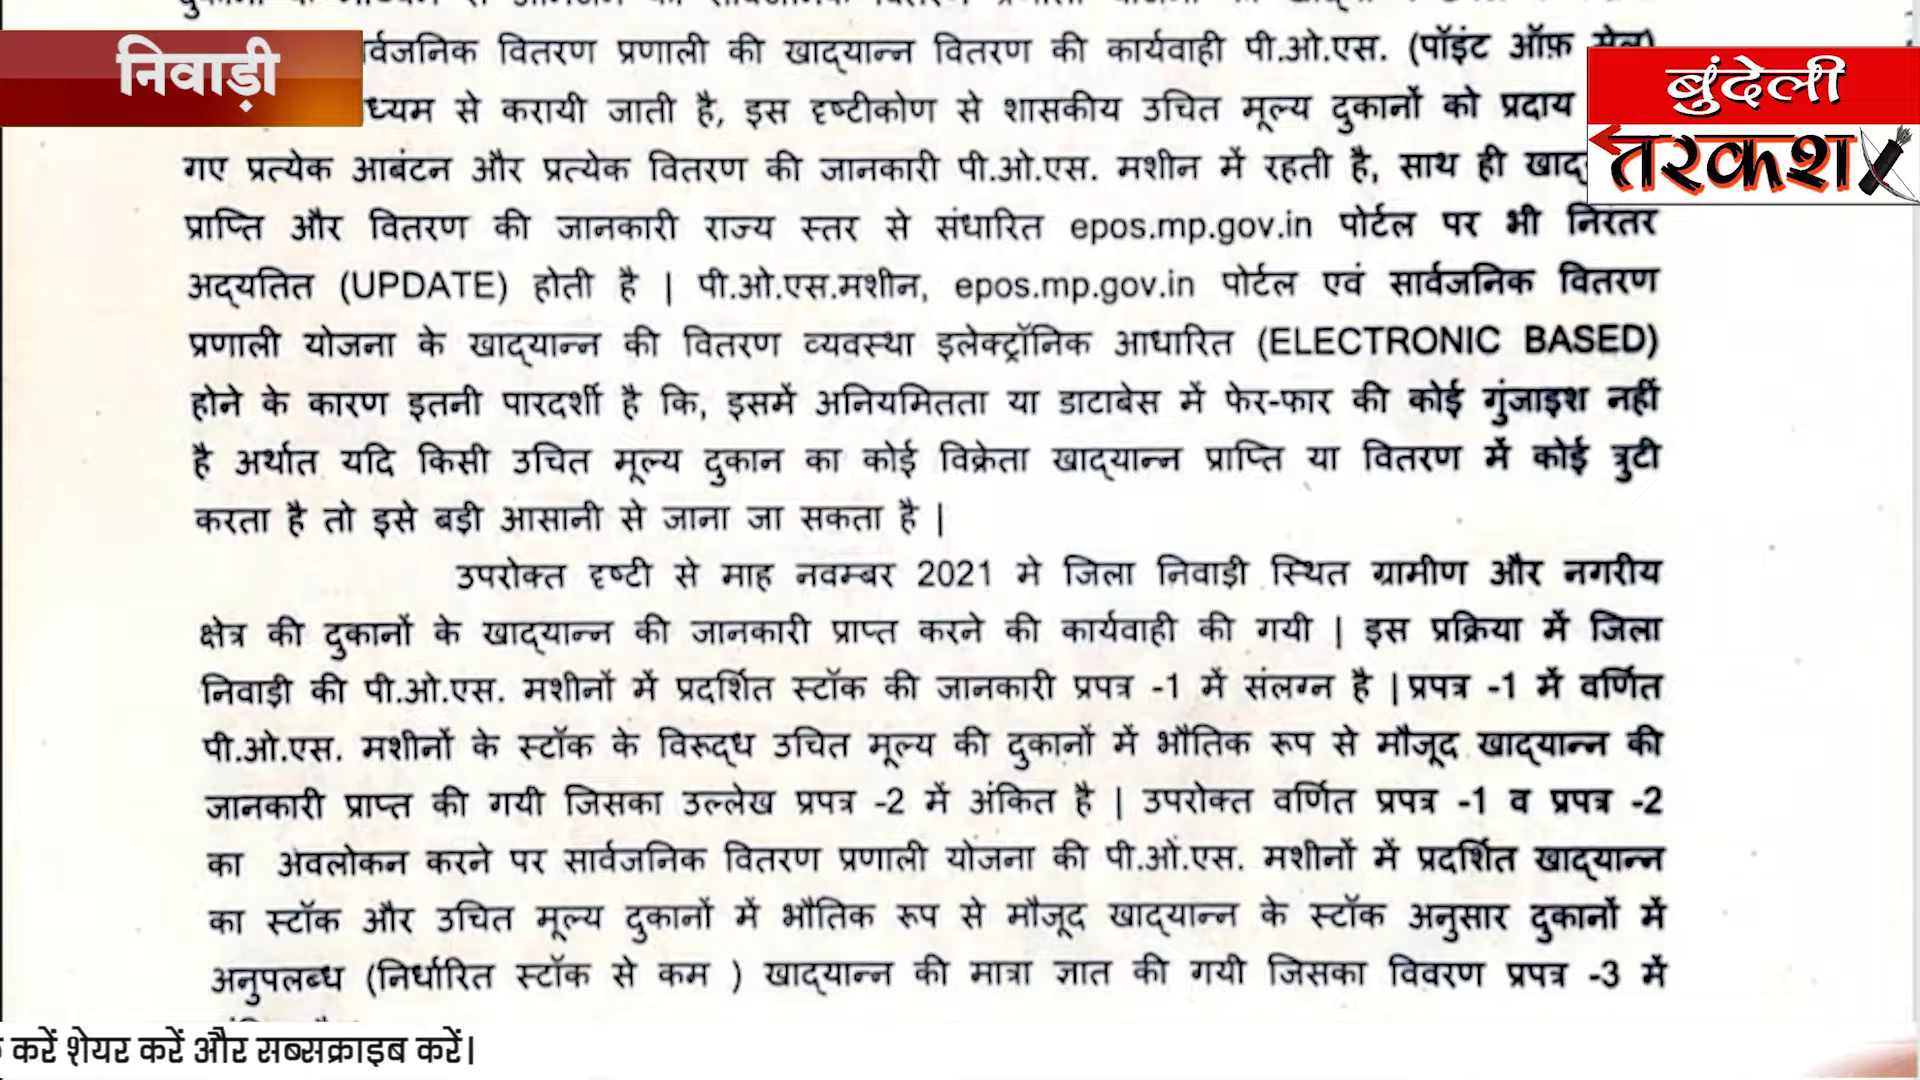 निवाड़ी
बुंदेली
तरकश
र्वजनिक वितरण प्रणाली की खाद्यान्न वितरण की कार्यवाही पी.ओ.एस. (पॉइंट ऑफ़ सेल)
ध्यम से करायी जाती है, इस दृष्टीकोण से शासकीय उचित मूल्य दुकानों को प्रदाय
गए प्रत्येक आबंटन और प्रत्येक वितरण की जानकारी पी.ओ.एस. मशीन में रहती है, साथ ही
प्राप्ति और वितरण की जानकारी राज्य स्तर से संधारित epos.mp.gov.in पोर्टल पर भी निरंतर
अद्यतित (UPDATE) होती है | पी.ओ.एस.मशीन, epos.mp.gov.in पोर्टल एवं सार्वजनिक वितरण
प्रणाली योजना के खाद्यान्न की वितरण व्यवस्था इलेक्ट्रॉनिक आधारित (ELECTRONIC BASED)
होने के कारण इतनी पारदर्शी है कि, इसमें अनियमितता या डाटाबेस में फेर-फार की कोई गुंजाइश नहीं
है अर्थात यदि किसी उचित मूल्य दुकान का कोई विक्रेता खाद्यान्न प्राप्ति या वितरण में कोई त्रुटी
करता है तो इसे बड़ी आसानी से जाना जा सकता है |
उपरोक्त दृष्टी से माह नवम्बर 2021 मे जिला निवाड़ी स्थित ग्रामीण और नगरीय
क्षेत्र की दुकानों के खाद्यान्न की जानकारी प्राप्त करने की कार्यवाही की गयी | इस प्रक्रिया में जिला
निवाड़ी की पी.ओ.एस. मशीनों में प्रदर्शित स्टॉक की जानकारी प्रपत्र -1 में संलग्न है | प्रपत्र -1 में वर्णित
पी.ओ.एस. मशीनों के स्टॉक के विरूद्ध उचित मूल्य की दुकानों में भौतिक रूप से मौजूद खाद्यान्न की
जानकारी प्राप्त की गयी जिसका उल्लेख प्रपत्र -2 में अंकित है | उपरोक्त वर्णित प्रपत्र -1 व प्रपत्र -2
का अवलोकन करने पर सार्वजनिक वितरण प्रणाली योजना की पी.ओ.एस. मशीनों में प्रदर्शित खाद्यान्न
का स्टॉक और उचित मूल्य दुकानों में भौतिक रूप से मौजूद खाद्यान्न के स्टॉक अनुसार दुकानों में
अनुपलब्ध (निर्धारित स्टॉक से कम ) खाद्यान्न की मात्रा ज्ञात की गयी जिसका विवरण प्रपत्र -3 में
करें शेयर करें और सब्सक्राइब करें।